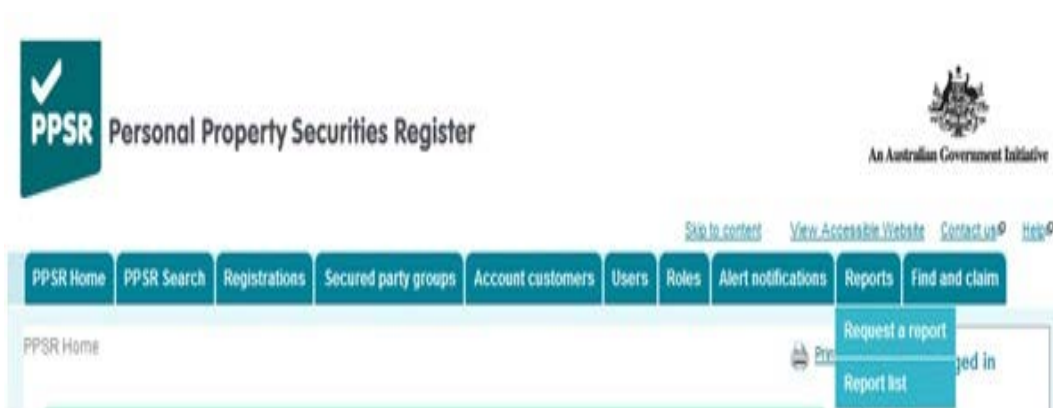 PPSR Personal Property Securities Register
An Australian Government Initiative
Skip to content View Accessible Website Contact us Help
PPSR Home PPSR Search Registrations Secured party groups Account customers Users Roles Alert notifications Reports Find and claim
Request a report
PPSR Home
ged in
Report list